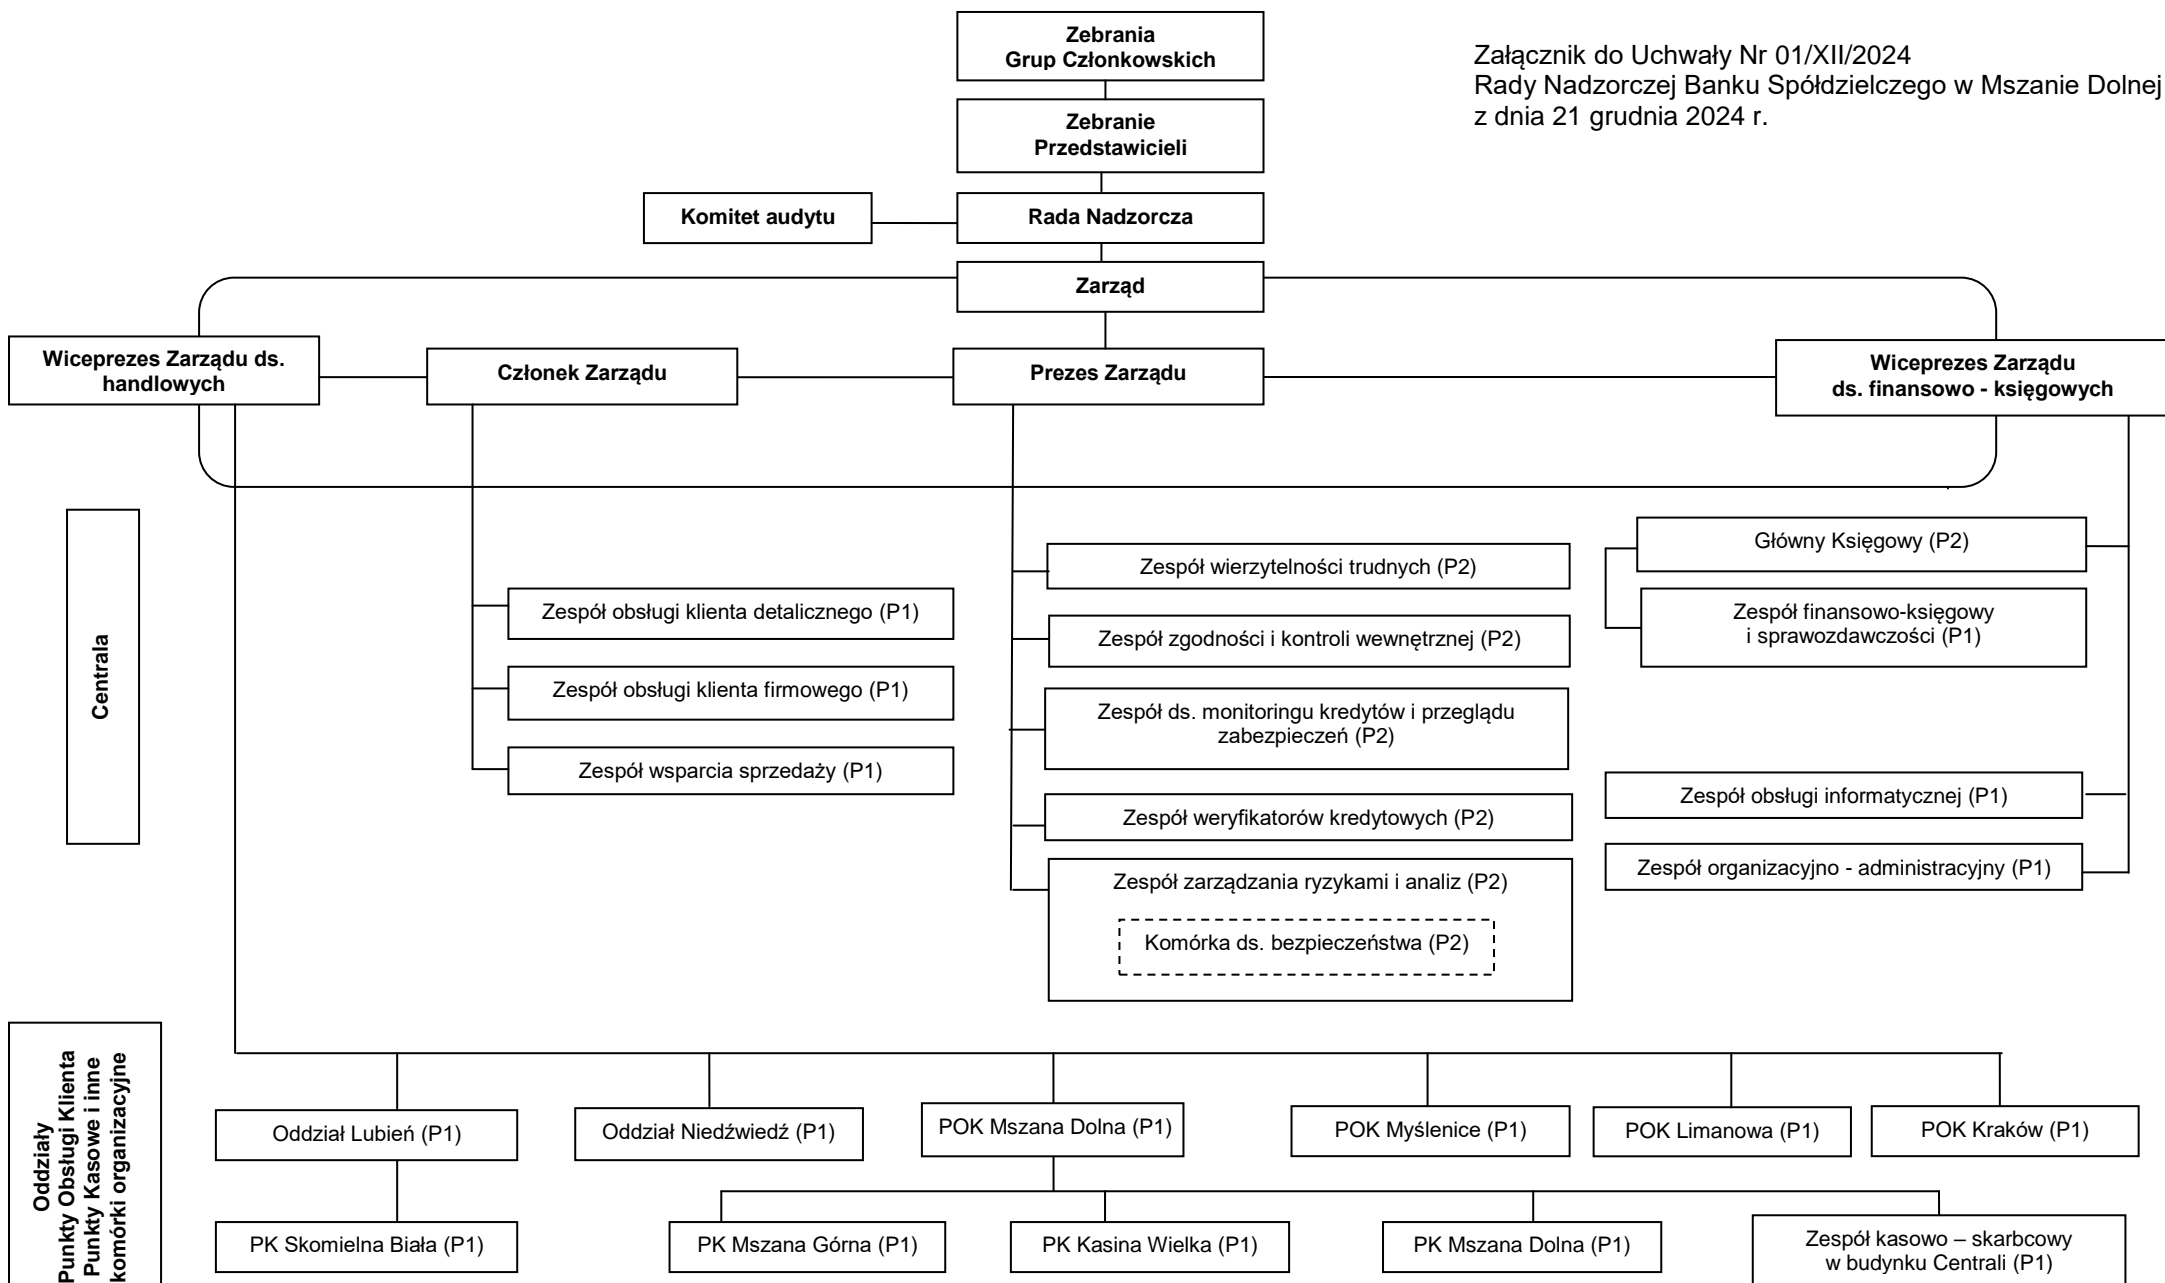 Zebrania
Grup Członkowskich
Załącznik do Uchwały Nr 01/XII/2024
Rady Nadzorczej Banku Spółdzielczego w Mszanie Dolnej
z dnia 21 grudnia 2024 r.
Zebranie
Przedstawicieli
Komitet audytu
Rada Nadzorcza
Zarząd
Wiceprezes Zarządu ds.
handlowych
Członek Zarządu
Prezes Zarządu
Wiceprezes Zarządu
ds. finansowo - księgowych
Centrala
Zespół obsługi klienta detalicznego (P1)
Zespół obsługi klienta firmowego (P1)
Zespół wsparcia sprzedaży (P1)
Zespół wierzytelności trudnych (P2)
Zespół zgodności i kontroli wewnętrznej (P2)
Zespół ds. monitoringu kredytów i przeglądu
zabezpieczeń (P2)
Zespół weryfikatorów kredytowych (P2)
Zespół zarządzania ryzykami i analiz (P2)
Komórka ds. bezpieczeństwa (P2)
Główny Księgowy (P2)
Zespół finansowo-księgowy
i sprawozdawczości (P1)
Zespół obsługi informatycznej (P1)
Zespół organizacyjno - administracyjny (P1)
Oddziały
Punkty Obsługi Klienta
Punkty Kasowe i inne
komórki organizacyjne
Oddział Lubień (P1)
Oddział Niedźwiedź (P1)
POK Mszana Dolna (P1)
POK Myślenice (P1)
POK Limanowa (P1)
POK Kraków (P1)
PK Skomielna Biała (P1)
PK Mszana Górna (P1)
PK Kasina Wielka (P1)
PK Mszana Dolna (P1)
Zespół kasowo – skarbcowy
w budynku Centrali (P1)